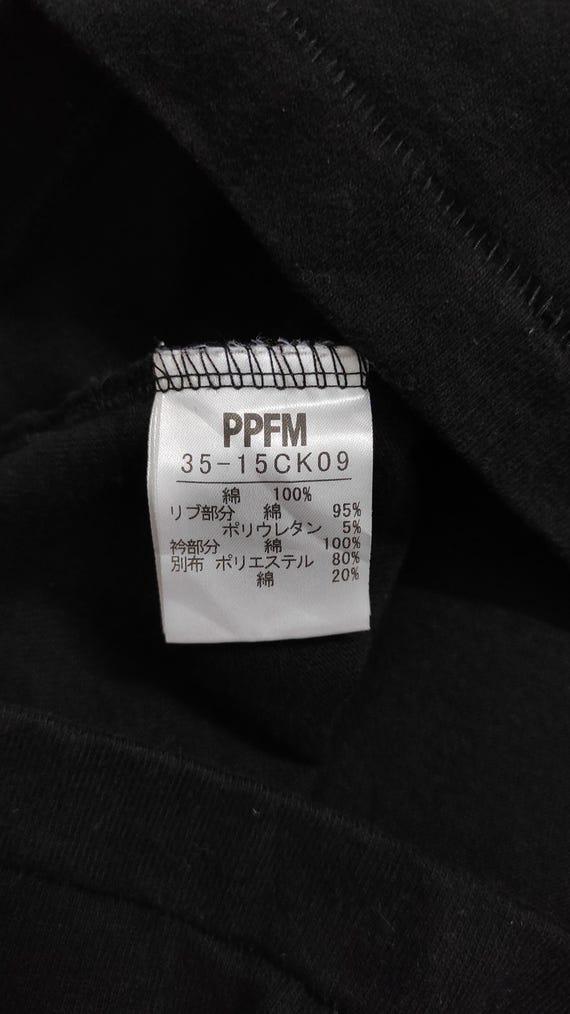 PPFM
35-15CK09
綿 100%
リブ部分 綿 95%
ポリウレタン 5%
衿部分 綿 100%
別布 ポリエステル 80%
綿 20%